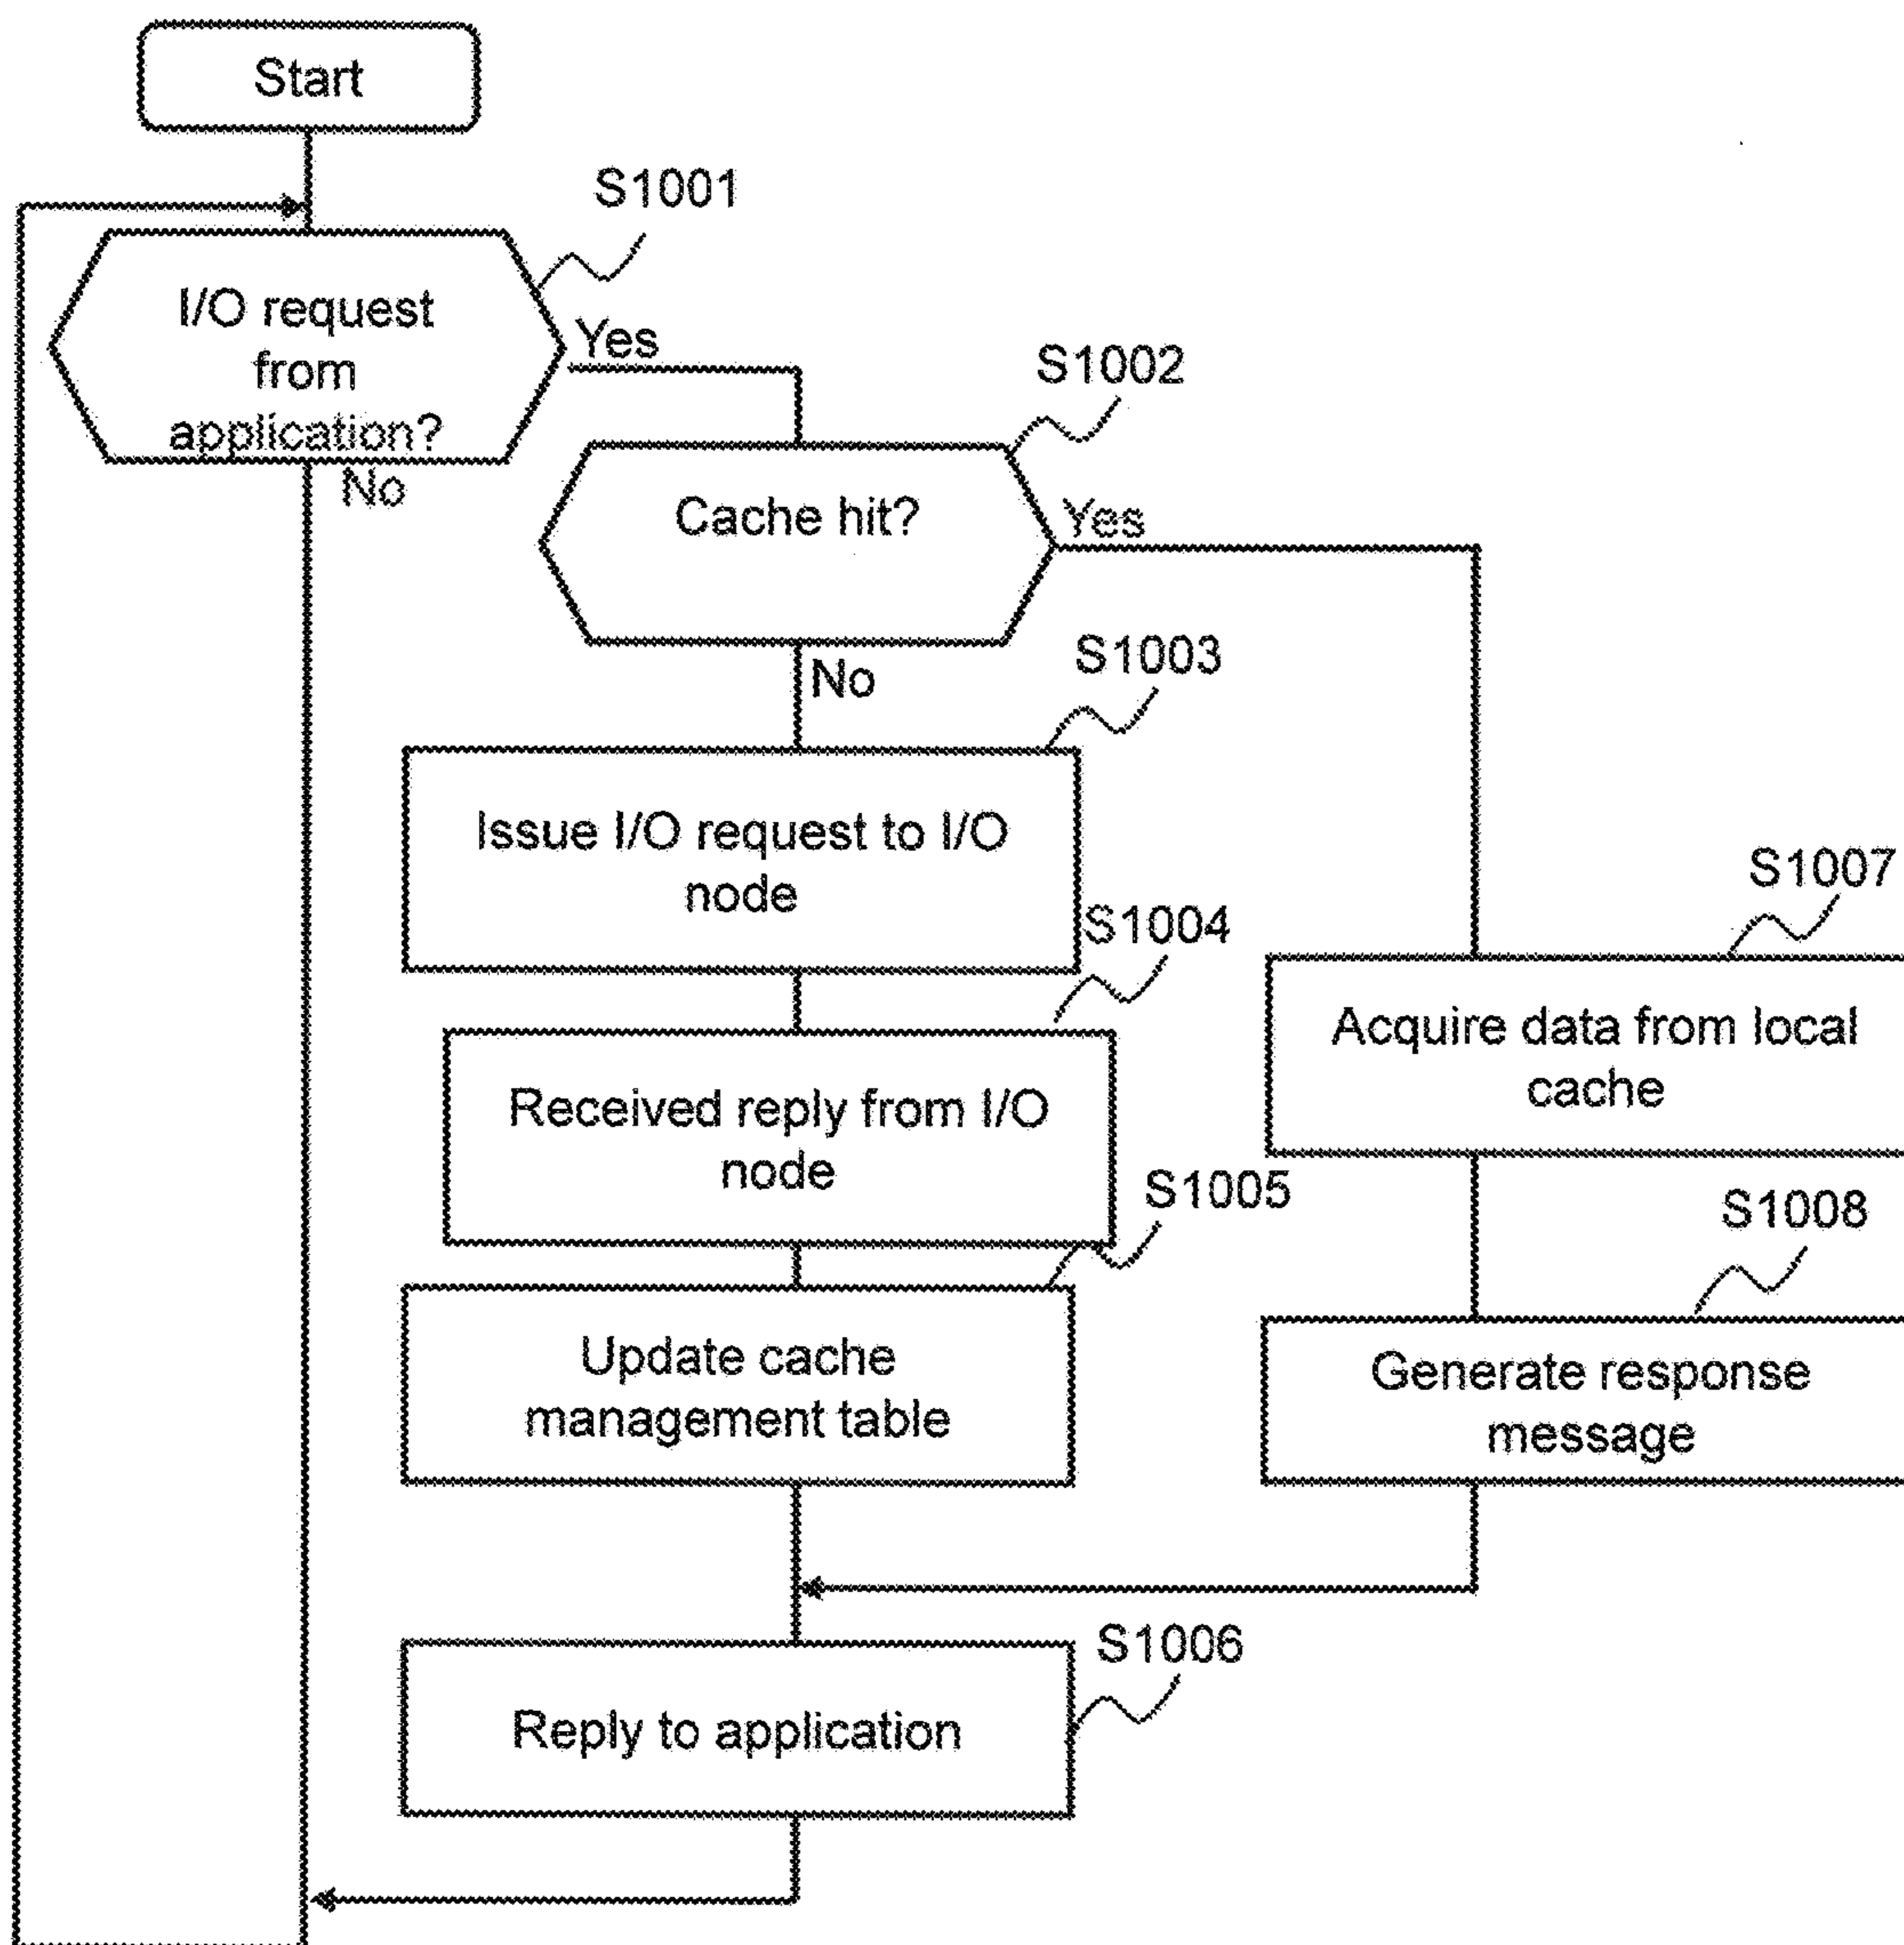 Start
S1001
I/O request
from
application?
Yes
No
S1002
Cache hit?
Yes
No
S1003
Issue I/O request to I/O
node
S1004
Received reply from I/O
node
S1005
Update cache
management table
S1007
Acquire data from local
cache
S1008
Generate response
message
S1006
Reply to application